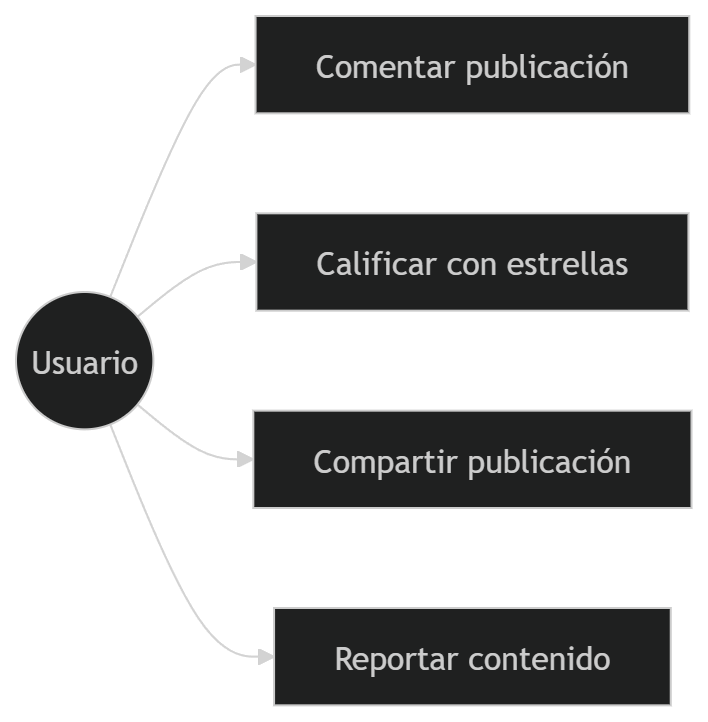 Comentar publicación
Calificar con estrellas
Usuario
Compartir publicación
Reportar contenido